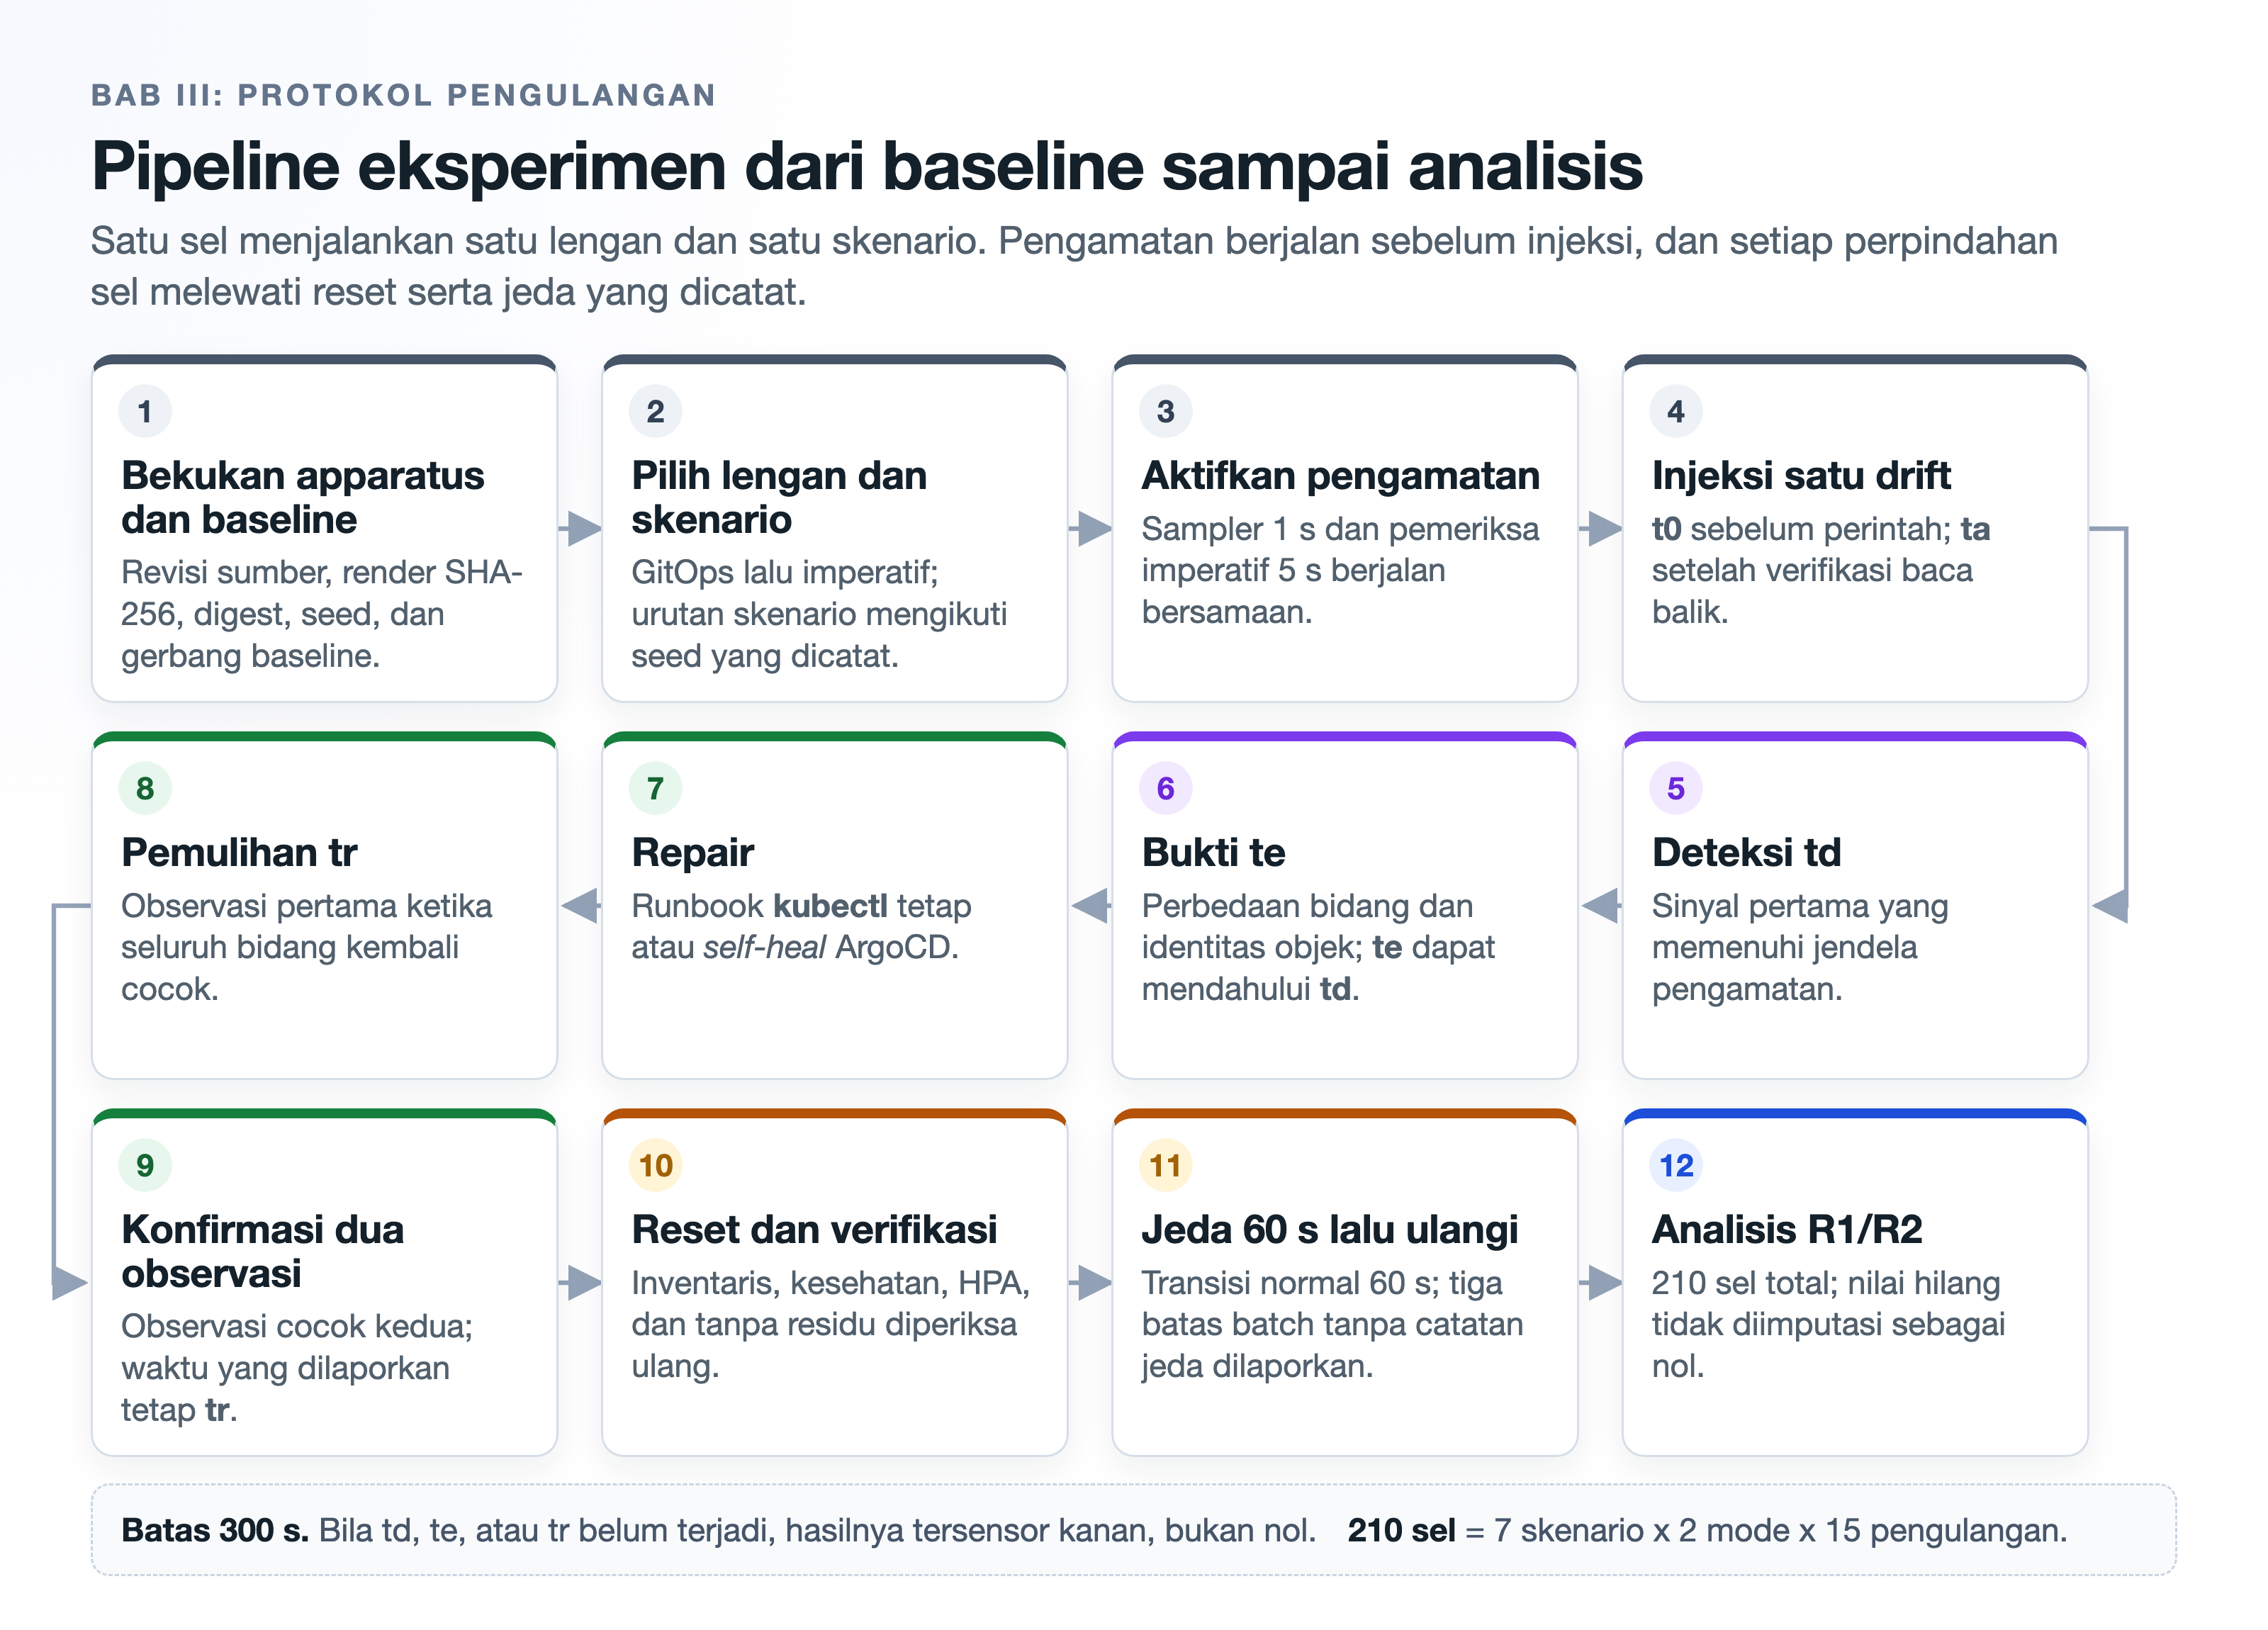 BAB III: PROTOKOL PENGULANGAN
Pipeline eksperimen dari baseline sampai analisis
Satu sel menjalankan satu lengan dan satu skenario. Pengamatan berjalan sebelum injeksi, dan setiap perpindahan
sel melewati reset serta jeda yang dicatat.
1
Bekukan apparatus
dan baseline
Revisi sumber, render SHA-
256, digest, seed, dan
gerbang baseline.
2
Pilih lengan dan
skenario
GitOps lalu imperatif;
urutan skenario mengikuti
seed yang dicatat.
3
Aktifkan pengamatan
Sampler 1 s dan pemeriksa
imperatif 5 s berjalan
bersamaan.
4
Injeksi satu drift
t0 sebelum perintah; ta
setelah verifikasi baca
balik.
5
Deteksi td
Sinyal pertama yang
memenuhi jendela
pengamatan.
6
Bukti te
Perbedaan bidang dan
identitas objek; te dapat
mendahului td.
7
Repair
Runbook kubectl tetap
atau self-heal ArgoCD.
8
Pemulihan tr
Observasi pertama ketika
seluruh bidang kembali
cocok.
9
Konfirmasi dua
observasi
Observasi cocok kedua;
waktu yang dilaporkan
tetap tr.
10
Reset dan verifikasi
Inventaris, kesehatan, HPA,
dan tanpa residu diperiksa
ulang.
11
Jeda 60 s lalu ulangi
Transisi normal 60 s; tiga
batas batch tanpa catatan
jeda dilaporkan.
12
Analisis R1/R2
210 sel total; nilai hilang
tidak diimputasi sebagai
nol.
Batas 300 s. Bila td, te, atau tr belum terjadi, hasilnya tersensor kanan, bukan nol. 210 sel = 7 skenario x 2 mode x 15 pengulangan.